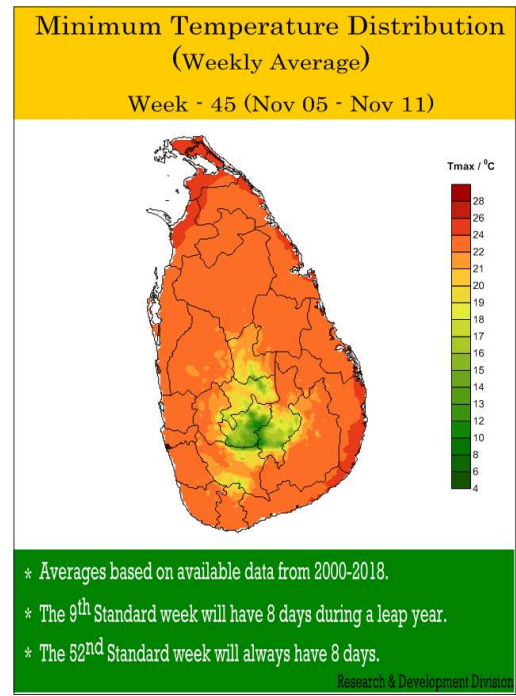 Minimum Temperature Distribution
(Weekly Average)
Week - 45 (Nov 05 - Nov 11)
Tmax / ⁰C
28
26
24
22
21
20
19
18
17
16
15
14
13
12
10
8
6
4
* Averages based on available data from 2000-2018.
* The 9th Standard week will have 8 days during a leap year.
* The 52nd Standard week will always have 8 days.
Research & Development Division